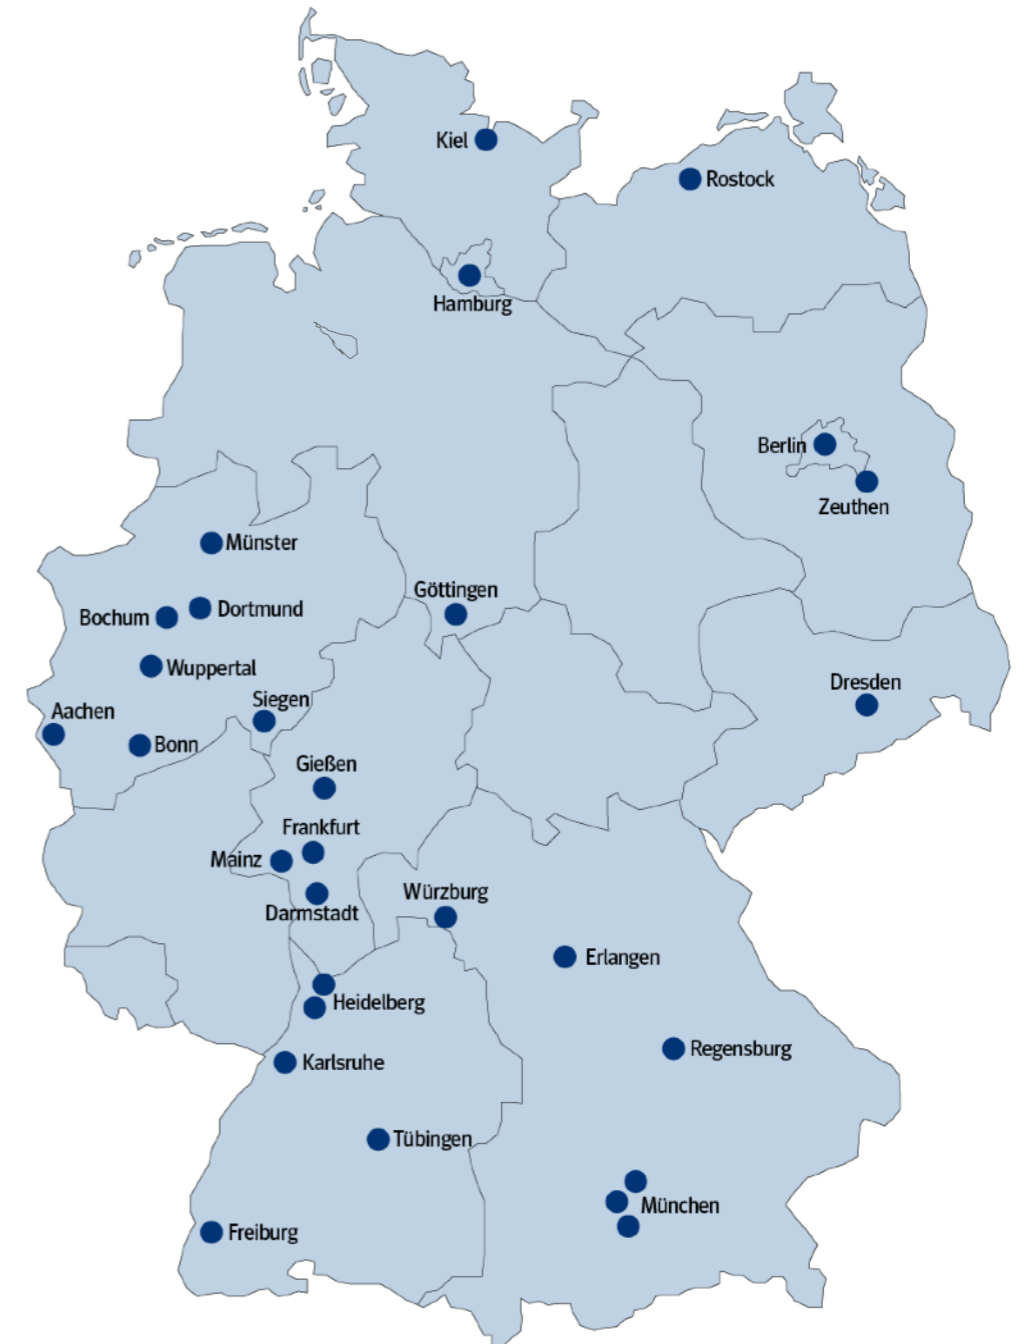 Kiel
Rostock
Hamburg
Berlin
Zeuthen
Münster
Göttingen
Dortmund
Bochum
Wuppertal
Dresden
Siegen
Aachen
Bonn
Gießen
Frankfurt
Mainz
Würzburg
Darmstadt
Erlangen
Heidelberg
Regensburg
Karlsruhe
Tübingen
München
Freiburg